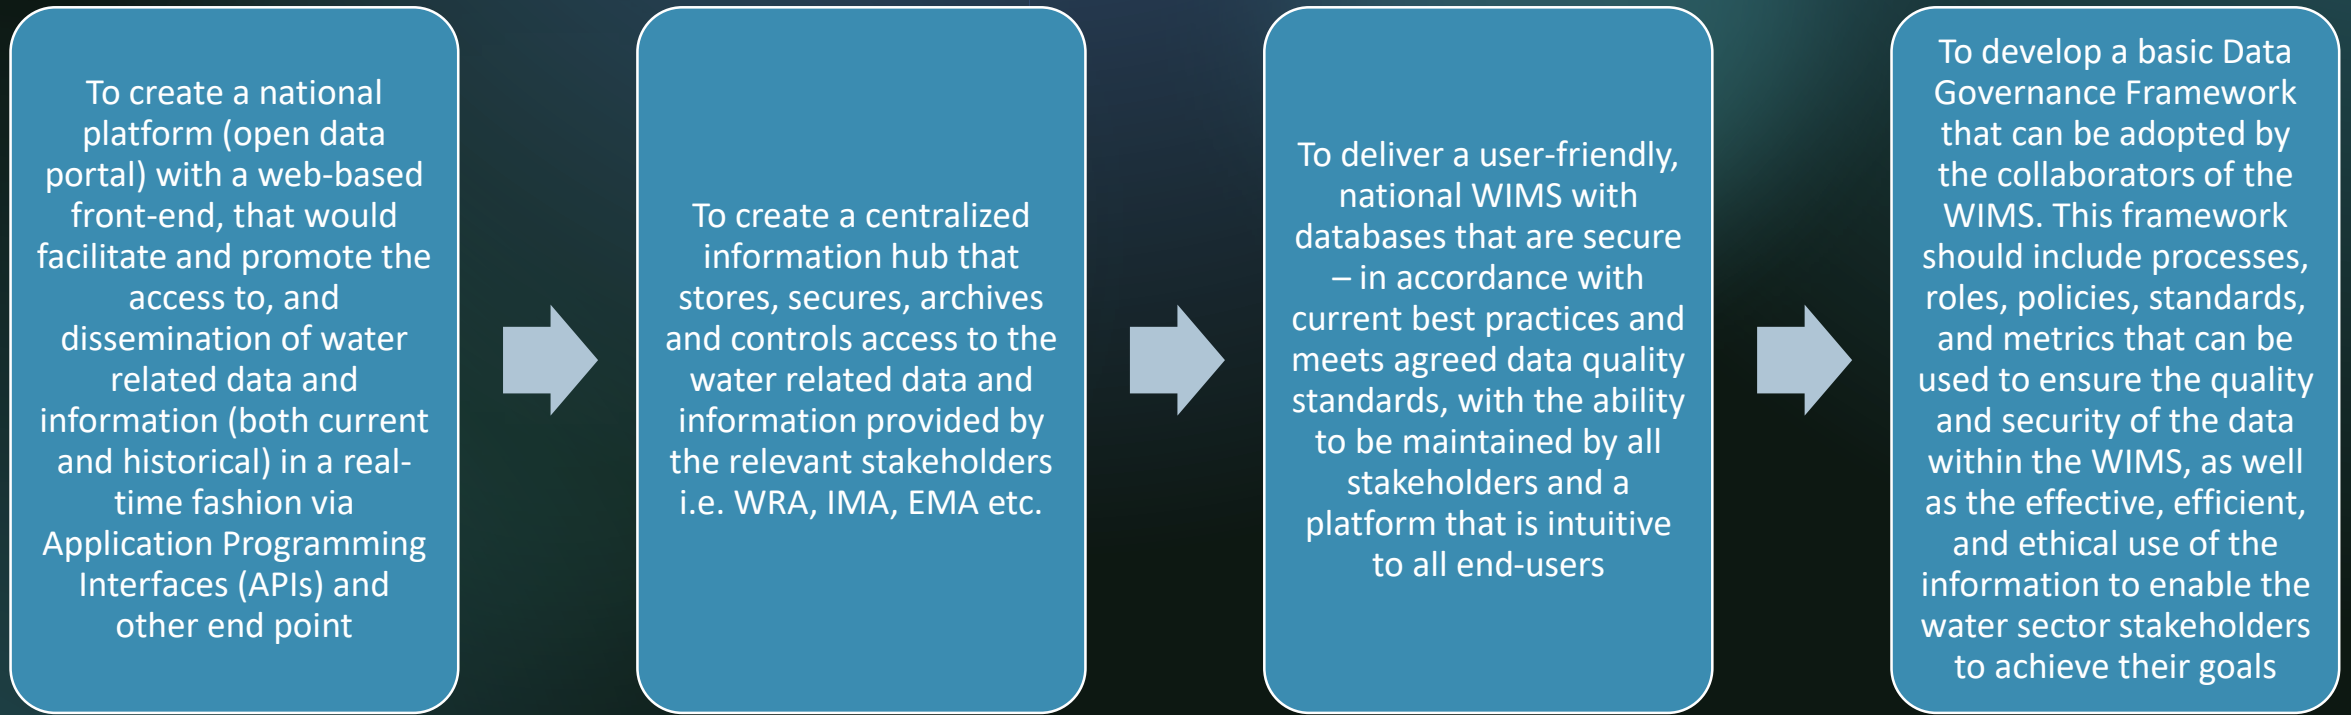 To create a national
platform (open data
portal) with a web-based
front-end, that would
facilitate and promote the
access to, and
dissemination of water
related data and
information (both current
and historical) in a real-
time fashion via
Application Programming
Interfaces (APIs) and
other end point
To create a centralized
information hub that
stores, secures, archives
and controls access to the
water related data and
information provided by
the relevant stakeholders
i.e. WRA, IMA, EMA etc.
To deliver a user-friendly,
national WIMS with
databases that are secure
– in accordance with
current best practices and
meets agreed data quality
standards, with the ability
to be maintained by all
stakeholders and a
platform that is intuitive
to all end-users
To develop a basic Data
Governance Framework
that can be adopted by
the collaborators of the
WIMS. This framework
should include processes,
roles, policies, standards,
and metrics that can be
used to ensure the quality
and security of the data
within the WIMS, as well
as the effective, efficient,
and ethical use of the
information to enable the
water sector stakeholders
to achieve their goals